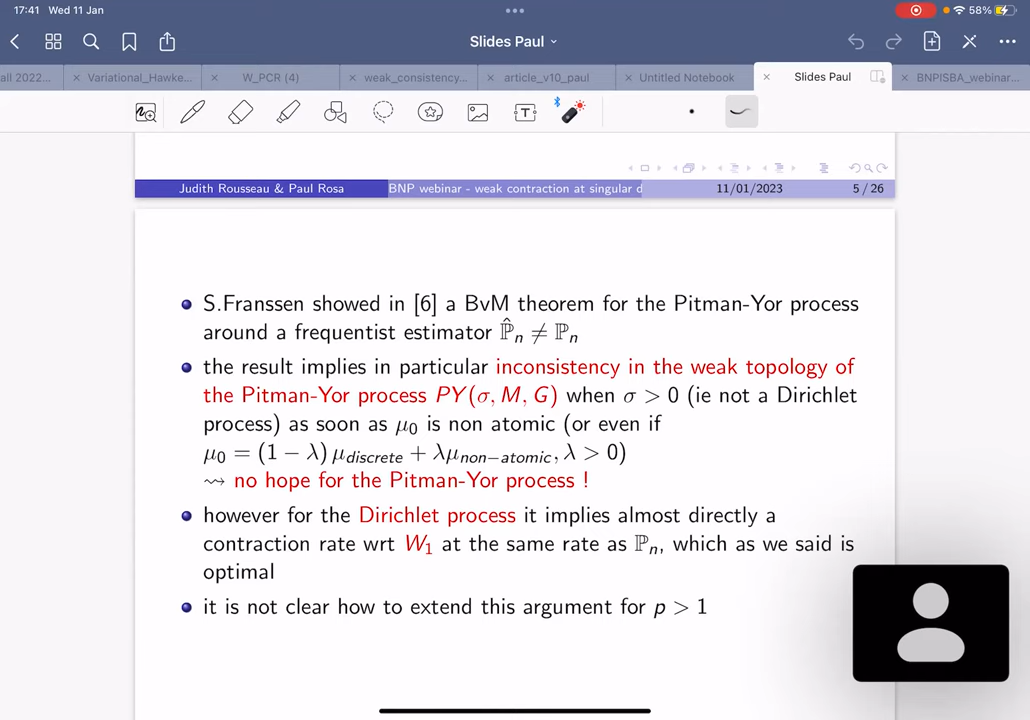 17:41 Wed 11 Jan
58%
Slides Paul
all 2022...
Variational_Hawke...
W_PCR (4)
weak_consistency...
article_v10_paul
Untitled Notebook
Slides Paul
BNPISBA_webinar...
Judith Rousseau & Paul Rosa
BNP webinar - weak contraction at singular d
11/01/2023
5 / 26
S.Franssen showed in [6] a BvM theorem for the Pitman-Yor process
around a frequentist estimator ℙ̂ₙ ≠ ℙₙ
the result implies in particular inconsistency in the weak topology of
the Pitman-Yor process PY(σ, M, G) when σ > 0 (ie not a Dirichlet
process) as soon as μ₀ is non atomic (or even if
μ₀ = (1 − λ) μ_discrete + λμ_non−atomic, λ > 0)
⇝ no hope for the Pitman-Yor process !
however for the Dirichlet process it implies almost directly a
contraction rate wrt W₁ at the same rate as ℙₙ, which as we said is
optimal
it is not clear how to extend this argument for p > 1